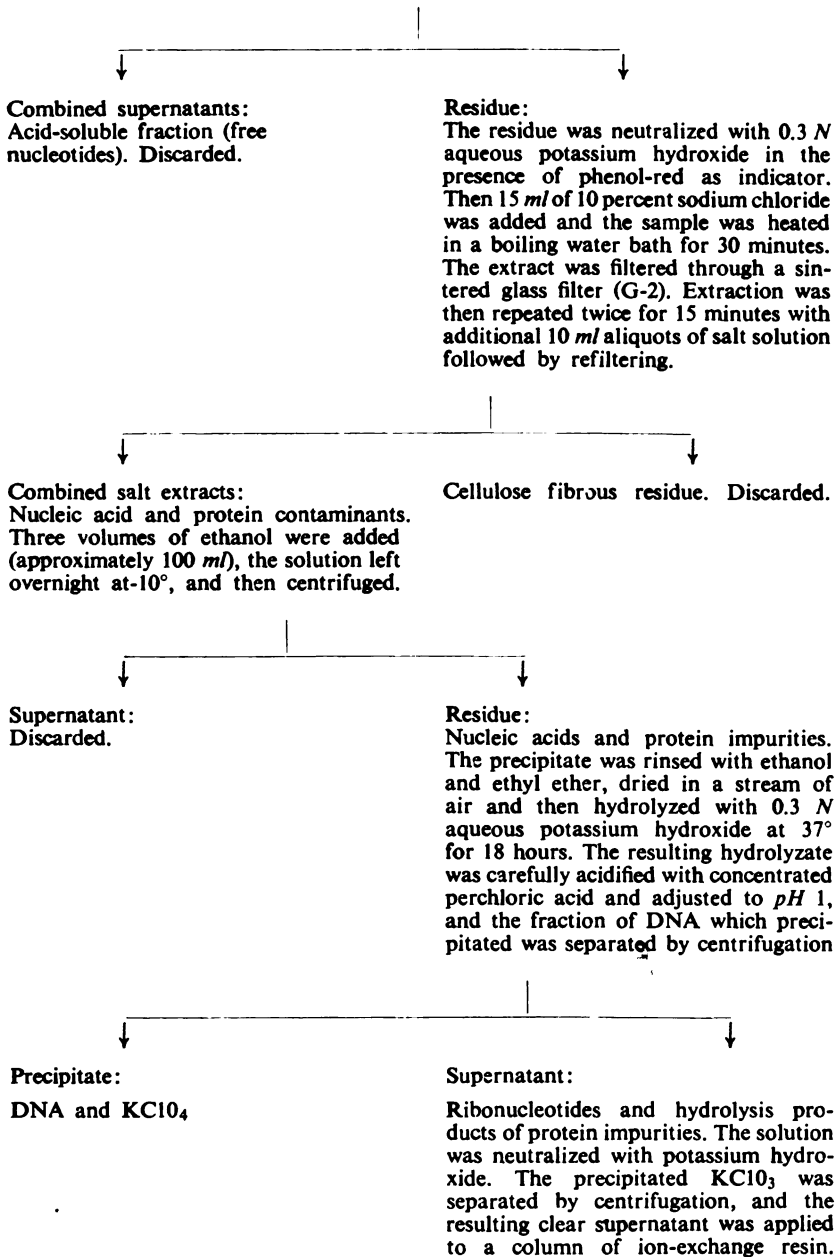 Combined supernatants:
Acid-soluble fraction (free
nucleotides). Discarded.
Residue:
The residue was neutralized with 0.3 N
aqueous potassium hydroxide in the
presence of phenol-red as indicator.
Then 15 ml of 10 percent sodium chloride
was added and the sample was heated
in a boiling water bath for 30 minutes.
The extract was filtered through a sin-
tered glass filter (G-2). Extraction was
then repeated twice for 15 minutes with
additional 10 ml aliquots of salt solution
followed by refiltering.
Combined salt extracts:
Nucleic acid and protein contaminants.
Three volumes of ethanol were added
(approximately 100 ml), the solution left
overnight at-10°, and then centrifuged.
Cellulose fibrous residue. Discarded.
Supernatant:
Discarded.
Residue:
Nucleic acids and protein impurities.
The precipitate was rinsed with ethanol
and ethyl ether, dried in a stream of
air and then hydrolyzed with 0.3 N
aqueous potassium hydroxide at 37°
for 18 hours. The resulting hydrolyzate
was carefully acidified with concentrated
perchloric acid and adjusted to pH 1,
and the fraction of DNA which preci-
pitated was separated by centrifugation
Precipitate:
DNA and KC10₄
Supernatant:
Ribonucleotides and hydrolysis pro-
ducts of protein impurities. The solution
was neutralized with potassium hydro-
xide. The precipitated KC10₃ was
separated by centrifugation, and the
resulting clear supernatant was applied
to a column of ion-exchange resin.